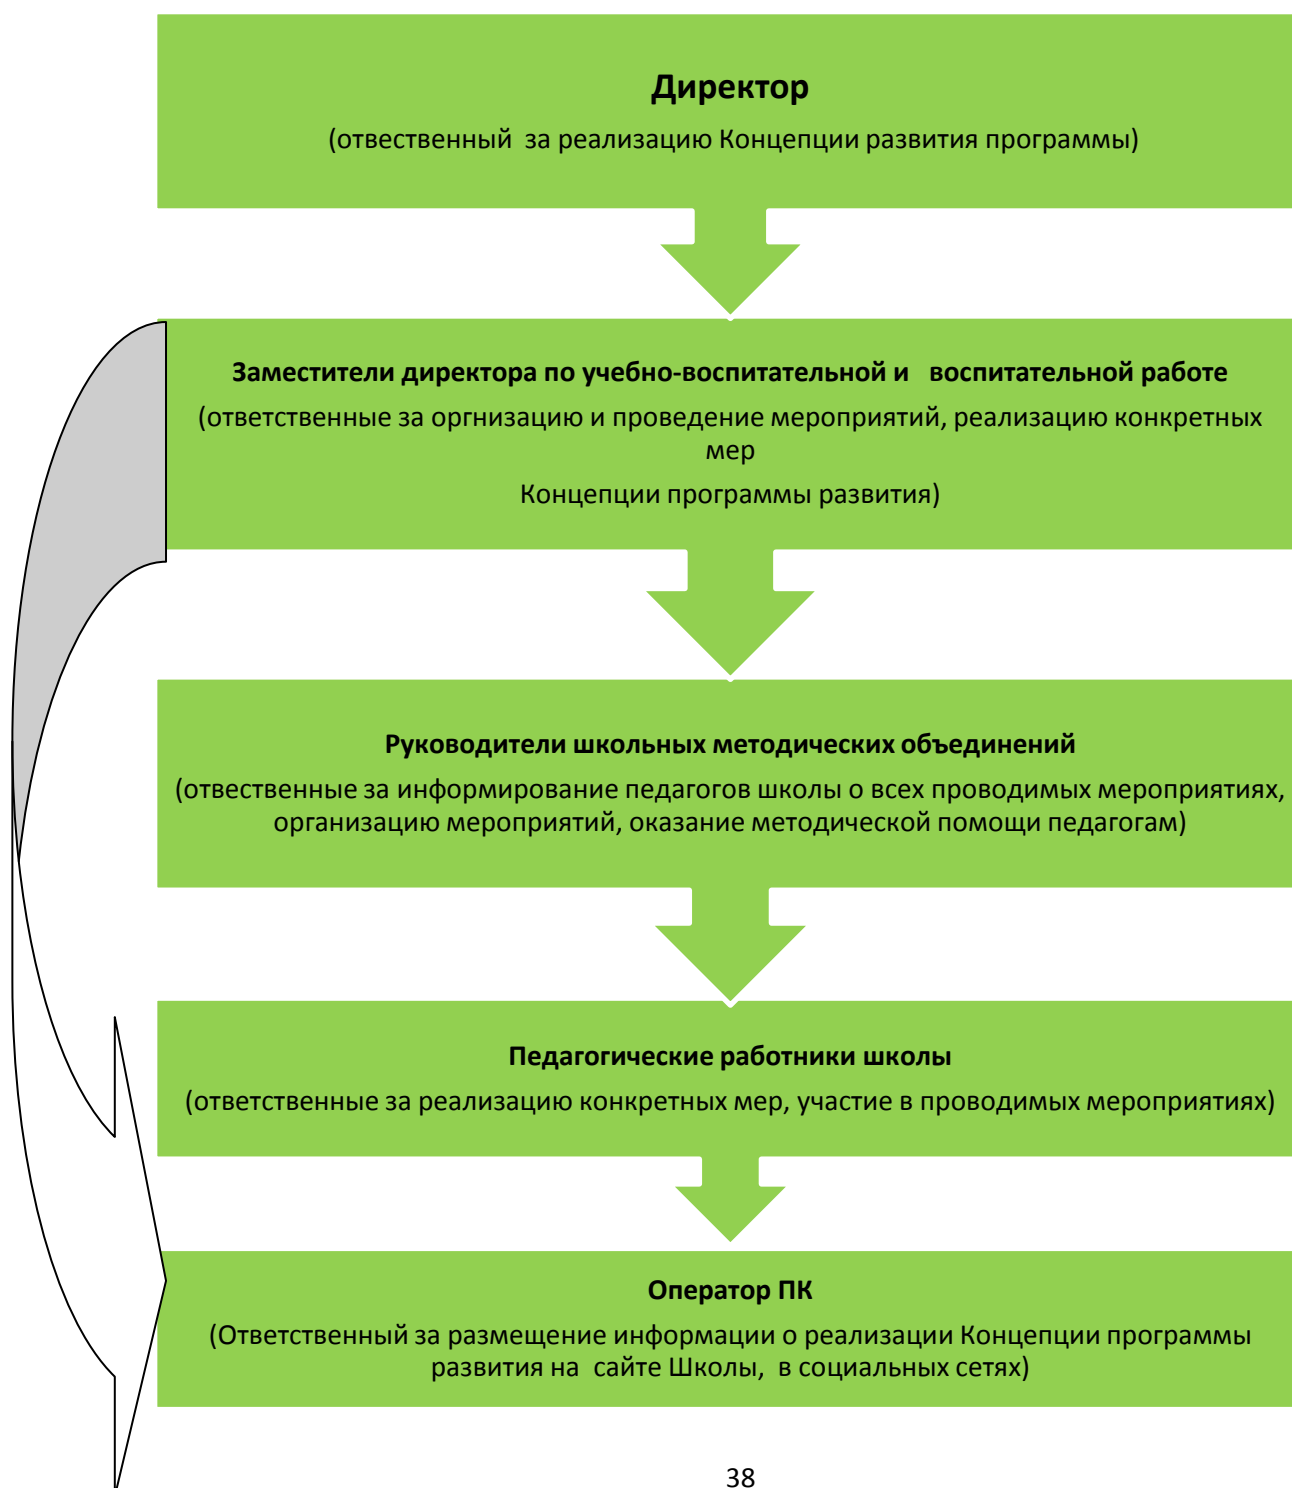 Директор
(отвественный  за реализацию Концепции развития программы)
Заместители директора по учебно-воспитательной и   воспитательной работе
(ответственные за оргнизацию и проведение мероприятий, реализацию конкретных
мер
Концепции программы развития)
Руководители школьных методических объединений
(отвественные за информирование педагогов школы о всех проводимых мероприятиях,
организацию мероприятий, оказание методической помощи педагогам)
Педагогические работники школы
(ответственные за реализацию конкретных мер, участие в проводимых мероприятиях)
Оператор ПК
(Ответственный за размещение информации о реализации Концепции программы
развития на  сайте Школы,  в социальных сетях)
38